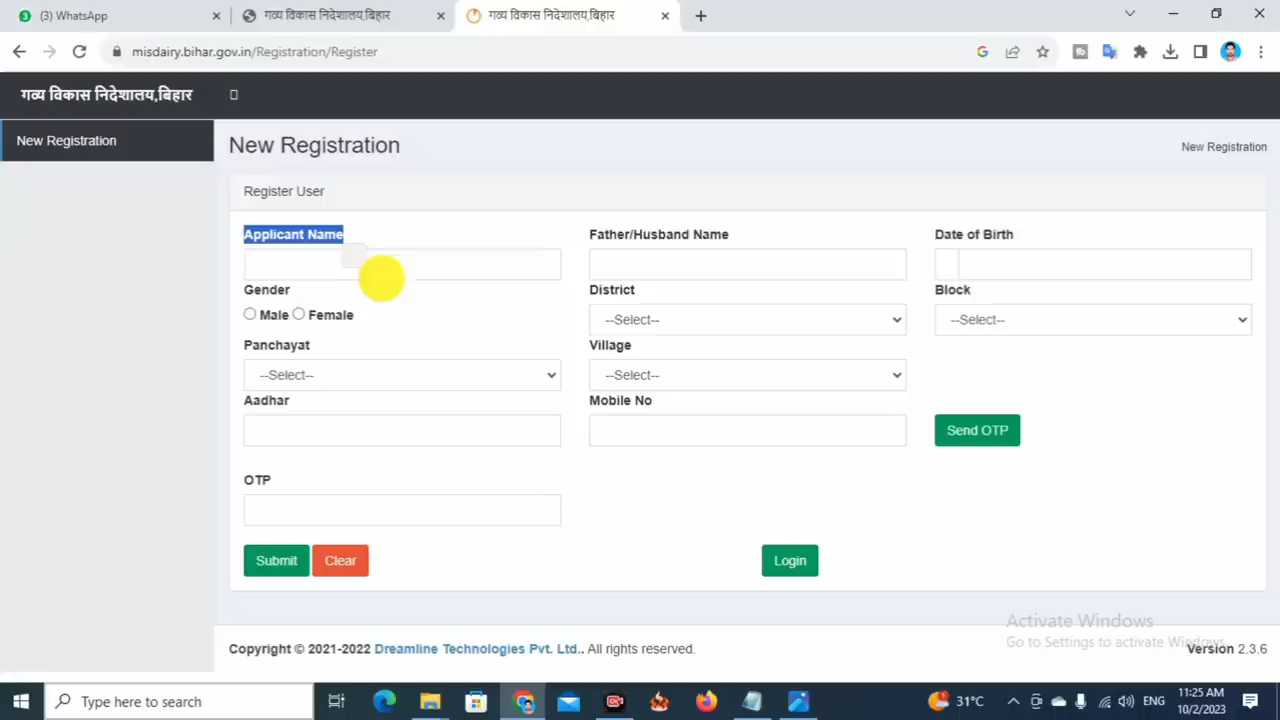 (3) WhatsApp
गव्य विकास निदेशालय,बिहार
गव्य विकास निदेशालय,बिहार
misdairy.bihar.gov.in/Registration/Register
गव्य विकास निदेशालय,बिहार
New Registration
New Registration
New Registration
Register User
Applicant Name Father/Husband Name Date of Birth
Gender District Block
Male Female --Select-- --Select--
Panchayat Village
--Select-- --Select--
Aadhar Mobile No
Send OTP
OTP
Submit Clear Login
Activate Windows
Go to Settings to activate Windows.
Copyright © 2021-2022 Dreamline Technologies Pvt. Ltd.. All rights reserved.
Version 2.3.6
Type here to search
31°C
ENG
11:25 AM
10/2/2023